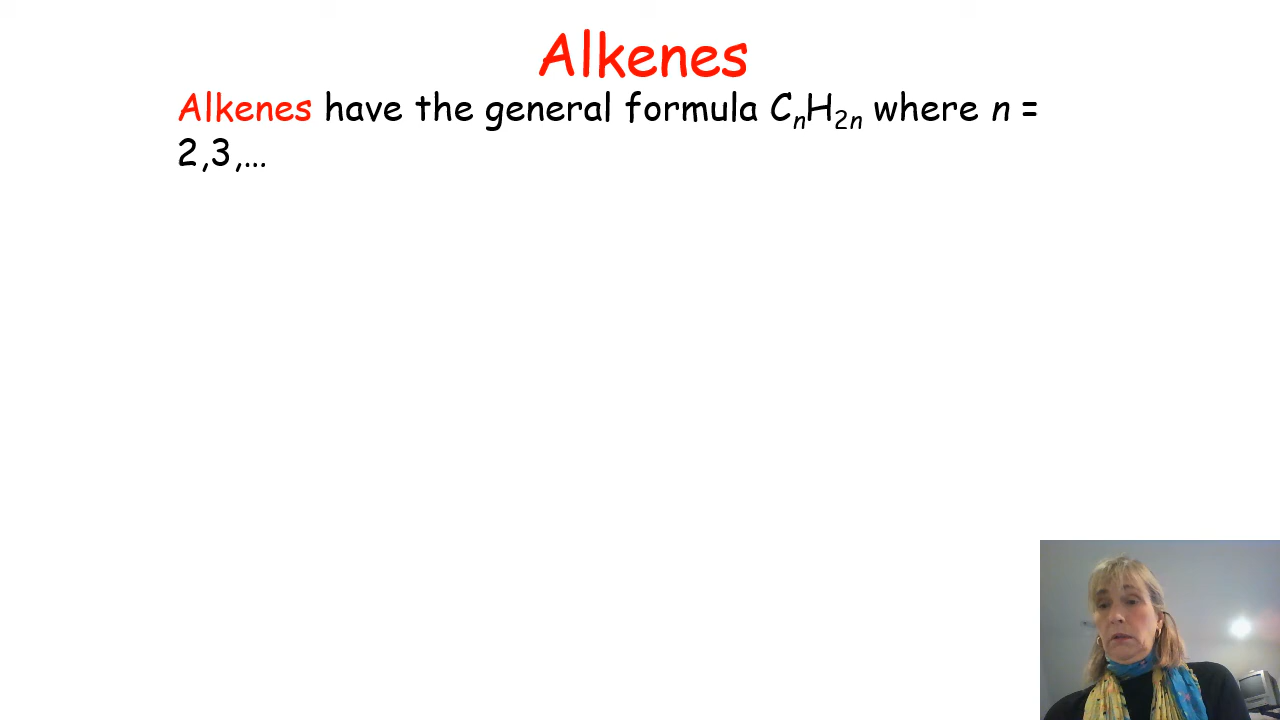 Alkenes
Alkenes have the general formula CₙH₂ₙ where n =
2,3,…